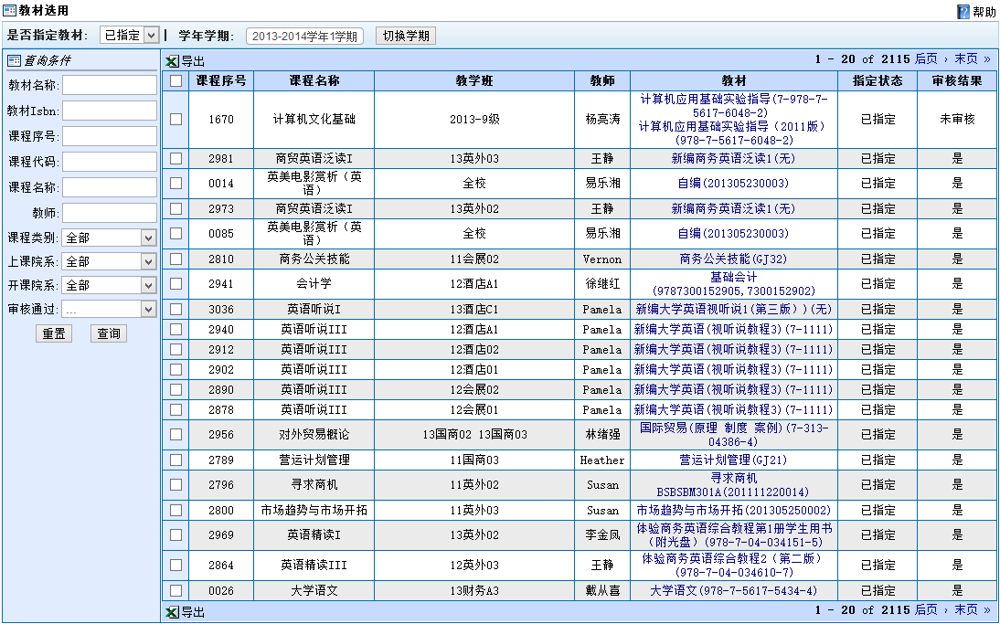 教材选用
帮助
是否指定教材: 已指定 | 学年学期: 2013-2014学年1学期 切换学期
查询条件
教材名称:
教材Isbn:
课程序号:
课程代码:
课程名称:
教师:
课程类别: 全部
上课院系: 全部
开课院系: 全部
审核通过: ...
重置 查询
导出 1 - 20 of 2115 后页 › 末页 »
课程序号 课程名称 教学班 教师 教材 指定状态 审核结果
1670 计算机文化基础 2013-9级 杨亮涛 计算机应用基础实验指导(7-978-7-
5617-6048-2)
计算机应用基础实验指导（2011版）
(978-7-5617-6048-2) 已指定 未审核
2981 商贸英语泛读I 13英外03 王静 新编商务英语泛读1(无) 已指定 是
0014 英美电影赏析（英
语） 全校 易乐湘 自编(201305230003) 已指定 是
2973 商贸英语泛读I 13英外02 王静 新编商务英语泛读1(无) 已指定 是
0085 英美电影赏析（英
语） 全校 易乐湘 自编(201305230003) 已指定 是
2810 商务公关技能 11会展02 Vernon 商务公关技能(GJ32) 已指定 是
2941 会计学 12酒店A1 徐继红 基础会计
(9787300152905,7300152902) 已指定 是
3036 英语听说I 13酒店C1 Pamela 新编大学英语视听说1(第三版))(无) 已指定 是
2940 英语听说III 12酒店A1 Pamela 新编大学英语(视听说教程3)(7-1111) 已指定 是
2912 英语听说III 12酒店02 Pamela 新编大学英语(视听说教程3)(7-1111) 已指定 是
2902 英语听说III 12酒店01 Pamela 新编大学英语(视听说教程3)(7-1111) 已指定 是
2890 英语听说III 12会展02 Pamela 新编大学英语(视听说教程3)(7-1111) 已指定 是
2878 英语听说III 12会展01 Pamela 新编大学英语(视听说教程3)(7-1111) 已指定 是
2956 对外贸易概论 13国商02 13国商03 林绪强 国际贸易(原理 制度 案例)(7-313-
04386-4) 已指定 是
2789 营运计划管理 11国商03 Heather 营运计划管理(GJ21) 已指定 是
2796 寻求商机 11英外02 Susan 寻求商机
BSBSBM301A(201111220014) 已指定 是
2800 市场趋势与市场开拓 11英外03 Susan 市场趋势与市场开拓(201305250002) 已指定 是
2969 英语精读I 13英外02 李金凤 体验商务英语综合教程第1册学生用书
（附光盘）(978-7-04-034151-5) 已指定 是
2864 英语精读III 12英外03 王静 体验商务英语综合教程2（第二版）
(978-7-04-034610-7) 已指定 是
0026 大学语文 13财务A3 戴从喜 大学语文(978-7-5617-5434-4) 已指定 是
导出 1 - 20 of 2115 后页 › 末页 »